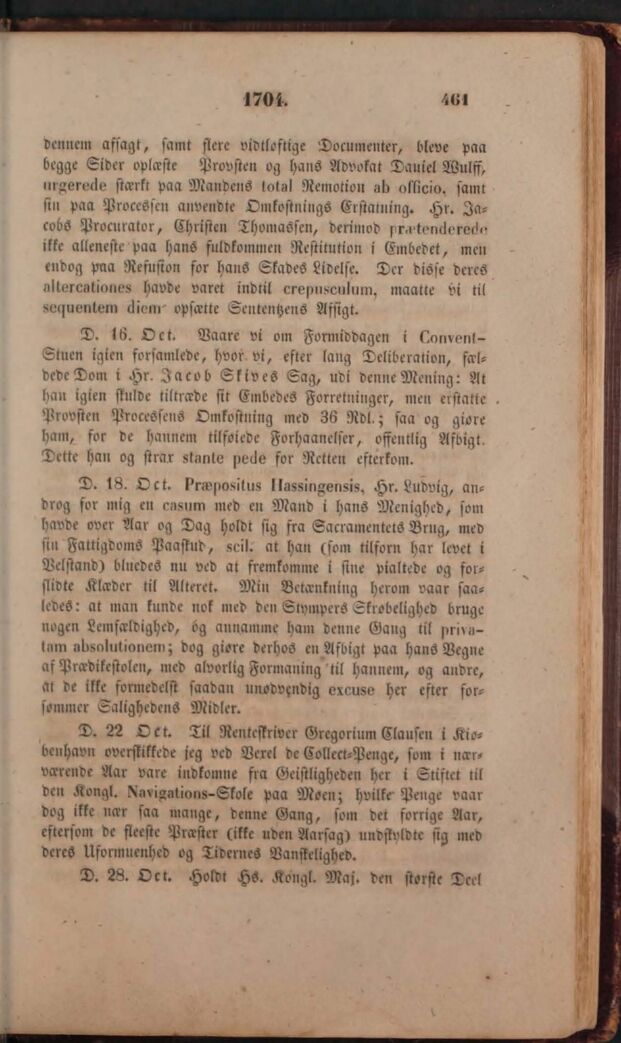 1704.
461
dennem afsagt, samt flere vidtløftige Documenter, bleve paa
begge Sider oplæste Provsten og hans Advokat Daniel Wulff,
urgerede stærkt paa Mandens total Remotion ab officio, samt
sin paa Processen anvendte Omkostnings Erstatning. Hr. Ja-
cobs Procurator, Christen Thomassen, derimod prætenderede
ikke alleneste paa hans fuldkommen Restitution i Embedet, men
endog paa Refusion for hans Skades Lidelse. Der disse deres
altercationes havde varet indtil crepusculum, maatte vi til
sequentem diem opsætte Sententzens Afsigt.
D. 16. Oct. Vaare vi om Formiddagen i Convent-
Stuen igien forsamlede, hvor vi, efter lang Deliberation, fæl-
dede Dom i Hr. Jacob Skives Sag, udi denne Mening: At
han igien skulde tiltræde sit Embedes Forretninger, men erstatte
Provsten Processens Omkostning med 36 Rdl.; saa og giøre
ham, for de hannem tilføiede Forhaanelser, offentlig Afbigt.
Dette han og strax stante pede for Retten efterkom.
D. 18. Oct. Præpositus Hassingensis, Hr. Ludvig, an-
drog for mig en casum med en Mand i hans Menighed, som
havde over Aar og Dag holdt sig fra Sacramentets Brug, med
sin Fattigdoms Paaskud, scil. at han (som tilforn har levet i
Velstand) bluedes nu ved at fremkomme i sine pialtede og for-
slidte Klæder til Alteret. Min Betænkning herom vaar saa-
ledes: at man kunde nok med den Stympers Skrøbelighed bruge
nogen Lemfældighed, og annamme ham denne Gang til priva-
tam absolutionem; dog giøre derhos en Afbigt paa hans Vegne
af Prædikestolen, med alvorlig Formaning til hannem, og andre,
at de ikke formedelst saadan unødvendig excuse her efter for-
sømmer Salighedens Midler.
D. 22 Oct. Til Renteskriver Gregorium Clausen i Kiø-
benhavn overskikkede jeg ved Vexel de Collect-Penge, som i nær-
værende Aar vare indkomne fra Geistligheden her i Stiftet til
den Kongl. Navigations-Skole paa Møen; hvilke Penge vaar
dog ikke nær saa mange, denne Gang, som det forrige Aar,
eftersom de fleeste Præster (ikke uden Aarsag) undskyldte sig med
deres Uformuenhed og Tidernes Vanskelighed.
D. 28. Oct. Holdt Hs. Kongl. Maj. den største Deel